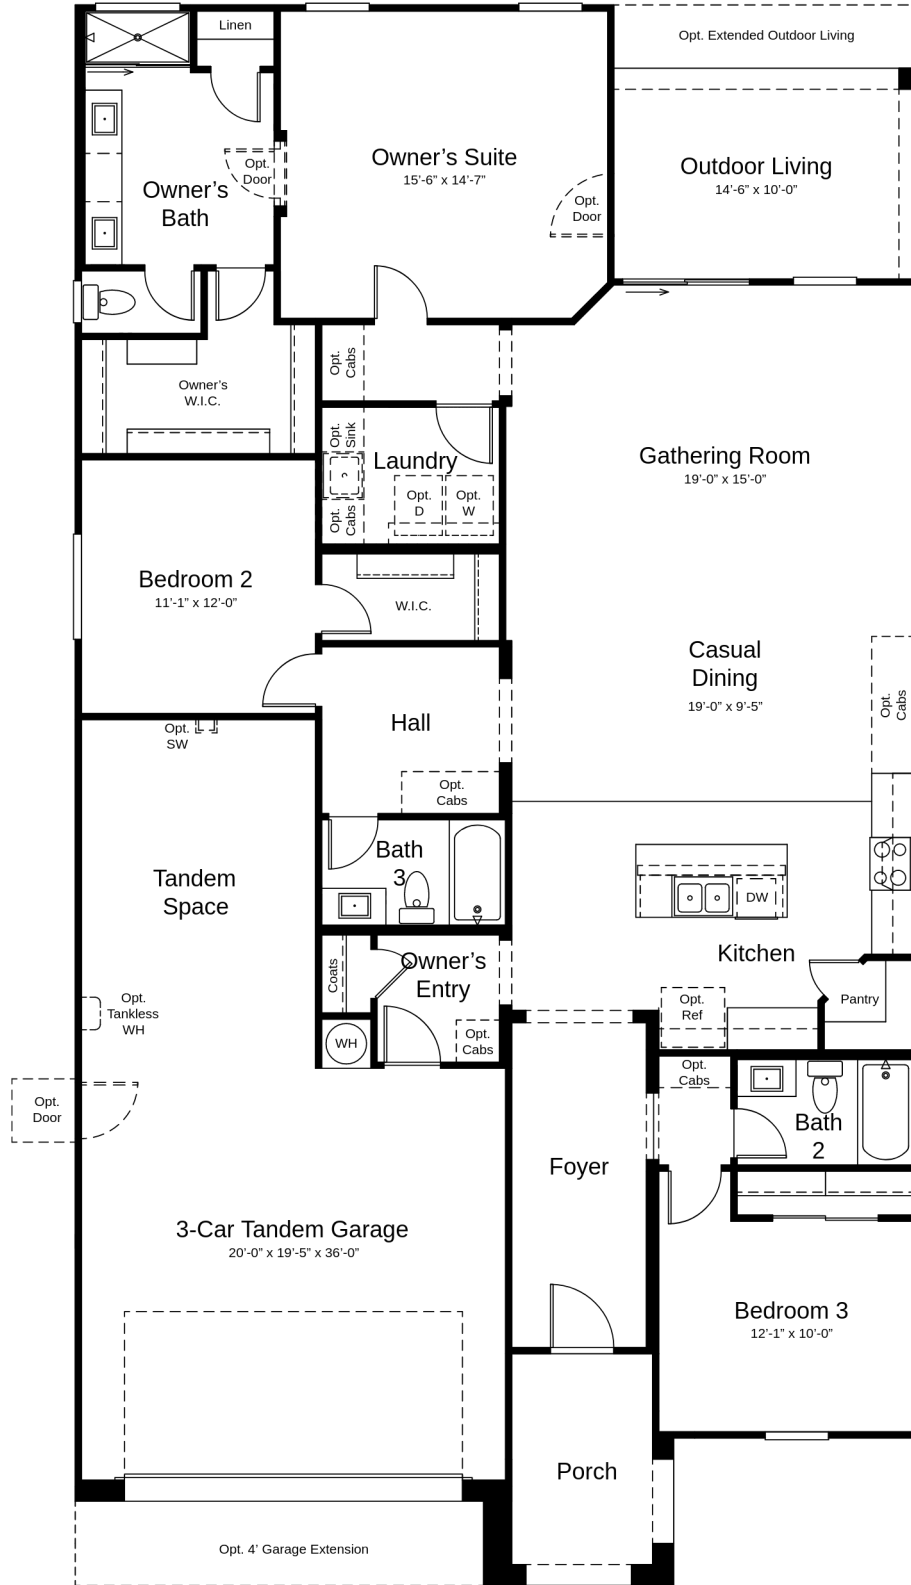 Linen
Opt. Extended Outdoor Living
Owner’s Suite
15’-6” x 14’-7”
Outdoor Living
14’-6” x 10’-0”
Opt.
Door
Owner’s
Bath
Opt.
Door
Opt.
Cabs
Owner’s
W.I.C.
Opt.
Sink
Laundry
Gathering Room
19’-0” x 15’-0”
Opt.
D
Opt.
W
Opt.
Cabs
Bedroom 2
11’-1” x 12’-0”
W.I.C.
Casual
Dining
19’-0” x 9’-5”
Opt.
Cabs
Hall
Opt.
SW
Opt.
Cabs
Bath
3
Tandem
Space
DW
Kitchen
Owner’s
Entry
Coats
Opt.
Tankless
WH
Opt.
Ref
Pantry
WH
Opt.
Cabs
Opt.
Cabs
Opt.
Door
Bath
2
Foyer
3-Car Tandem Garage
20’-0” x 19’-5” x 36’-0”
Bedroom 3
12’-1” x 10’-0”
Porch
Opt. 4’ Garage Extension